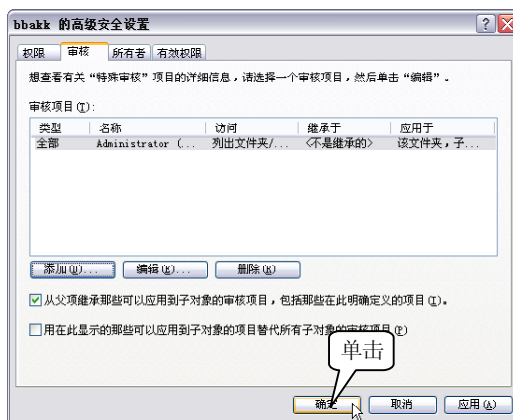 bbakk 的高级安全设置
权限 审核 所有者 有效权限
想查看有关“特殊审核”项目的详细信息，请选择一个审核项目，然后单击“编辑”。
审核项目(T):
类型 名称 访问 继承于 应用于
全部 Administrator (... 列出文件夹/... <不是继承的> 该文件夹，子...
添加(D)... 编辑(E)... 删除(R)
从父项继承那些可以应用到子对象的审核项目，包括那些在此明确定义的项目(I)。
用在此显示的那些可以应用到子对象的项目替代所有子对象的审核项目(P)
单击
确定 取消 应用(A)